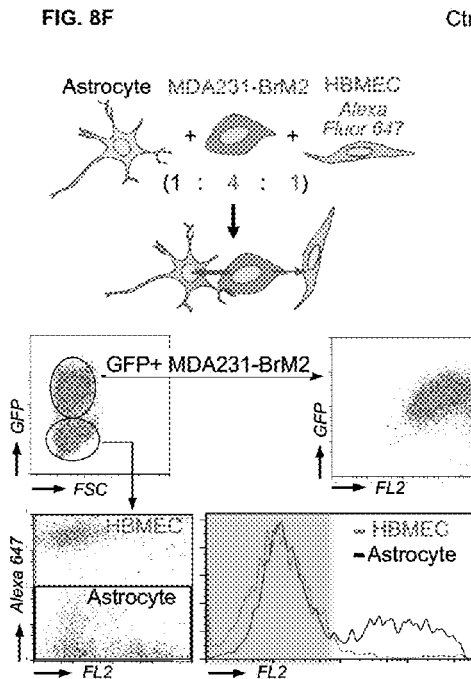 FIG. 8F
Ctr
Astrocyte MDA231-BrM2 HBMEC
Alexa
Fluor 647
+ +
(1 : 4 : 1)
GFP+ MDA231-BrM2
GFP
FSC
GFP
FL2
HBMEC
Astrocyte
Alexa 647
FL2
HBMEC
Astrocyte
FL2